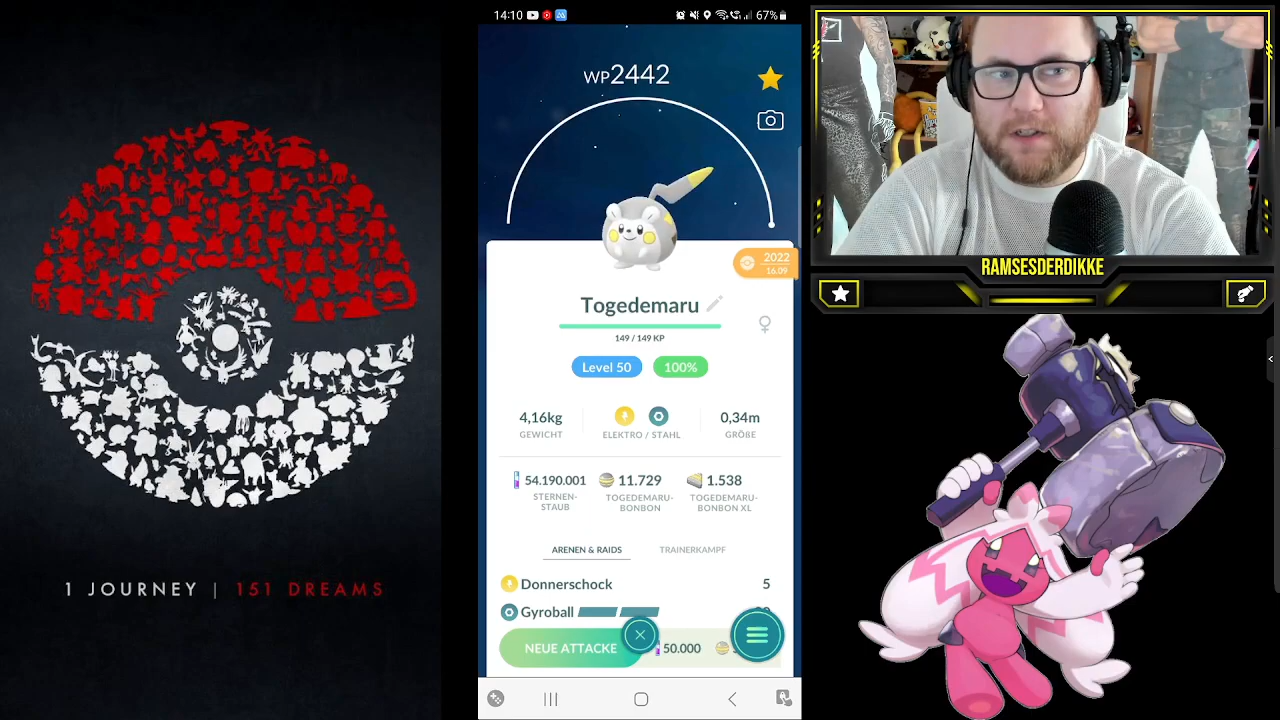 14:10
67%
WP2442
2022
16.09
Togedemaru
149 / 149 KP
Level 50
100%
4,16kg
GEWICHT
ELEKTRO / STAHL
0,34m
GRÖßE
54.190.001
STERNEN-
STAUB
11.729
TOGEDEMARU-
BONBON
1.538
TOGEDEMARU-
BONBON XL
ARENEN & RAIDS
TRAINERKAMPF
Donnerschock
5
Gyroball
NEUE ATTACKE
50.000
1 JOURNEY | 151 DREAMS
RAMSESDERDIKKE